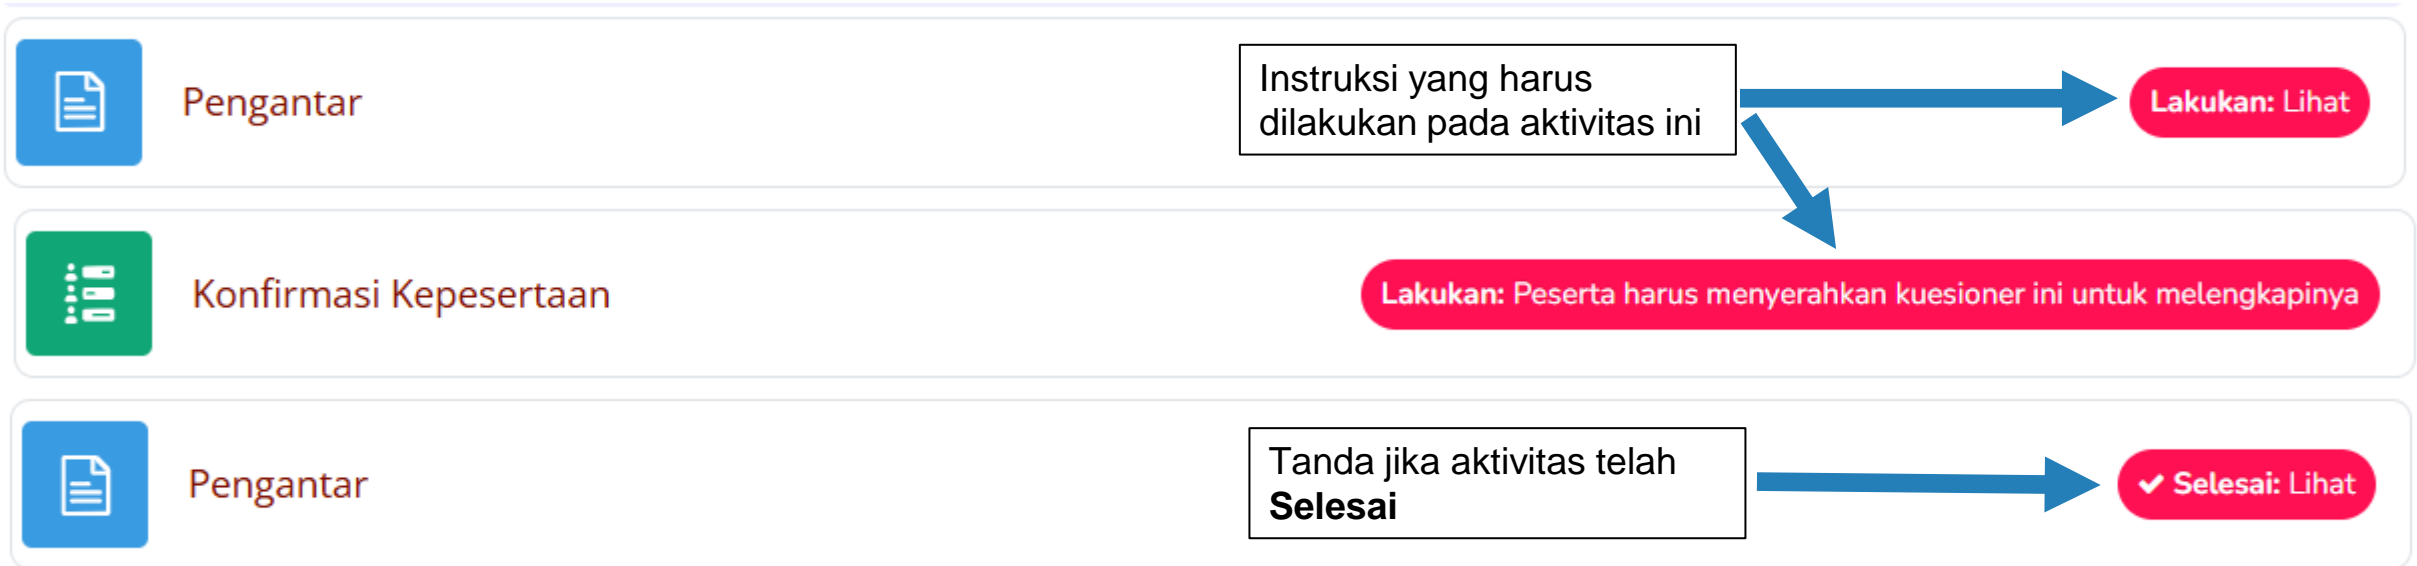 Pengantar
Instruksi yang harus
dilakukan pada aktivitas ini
Lakukan: Lihat
Konfirmasi Kepesertaan
Lakukan: Peserta harus menyerahkan kuesioner ini untuk melengkapinya
Pengantar
Tanda jika aktivitas telah
Selesai
Selesai: Lihat